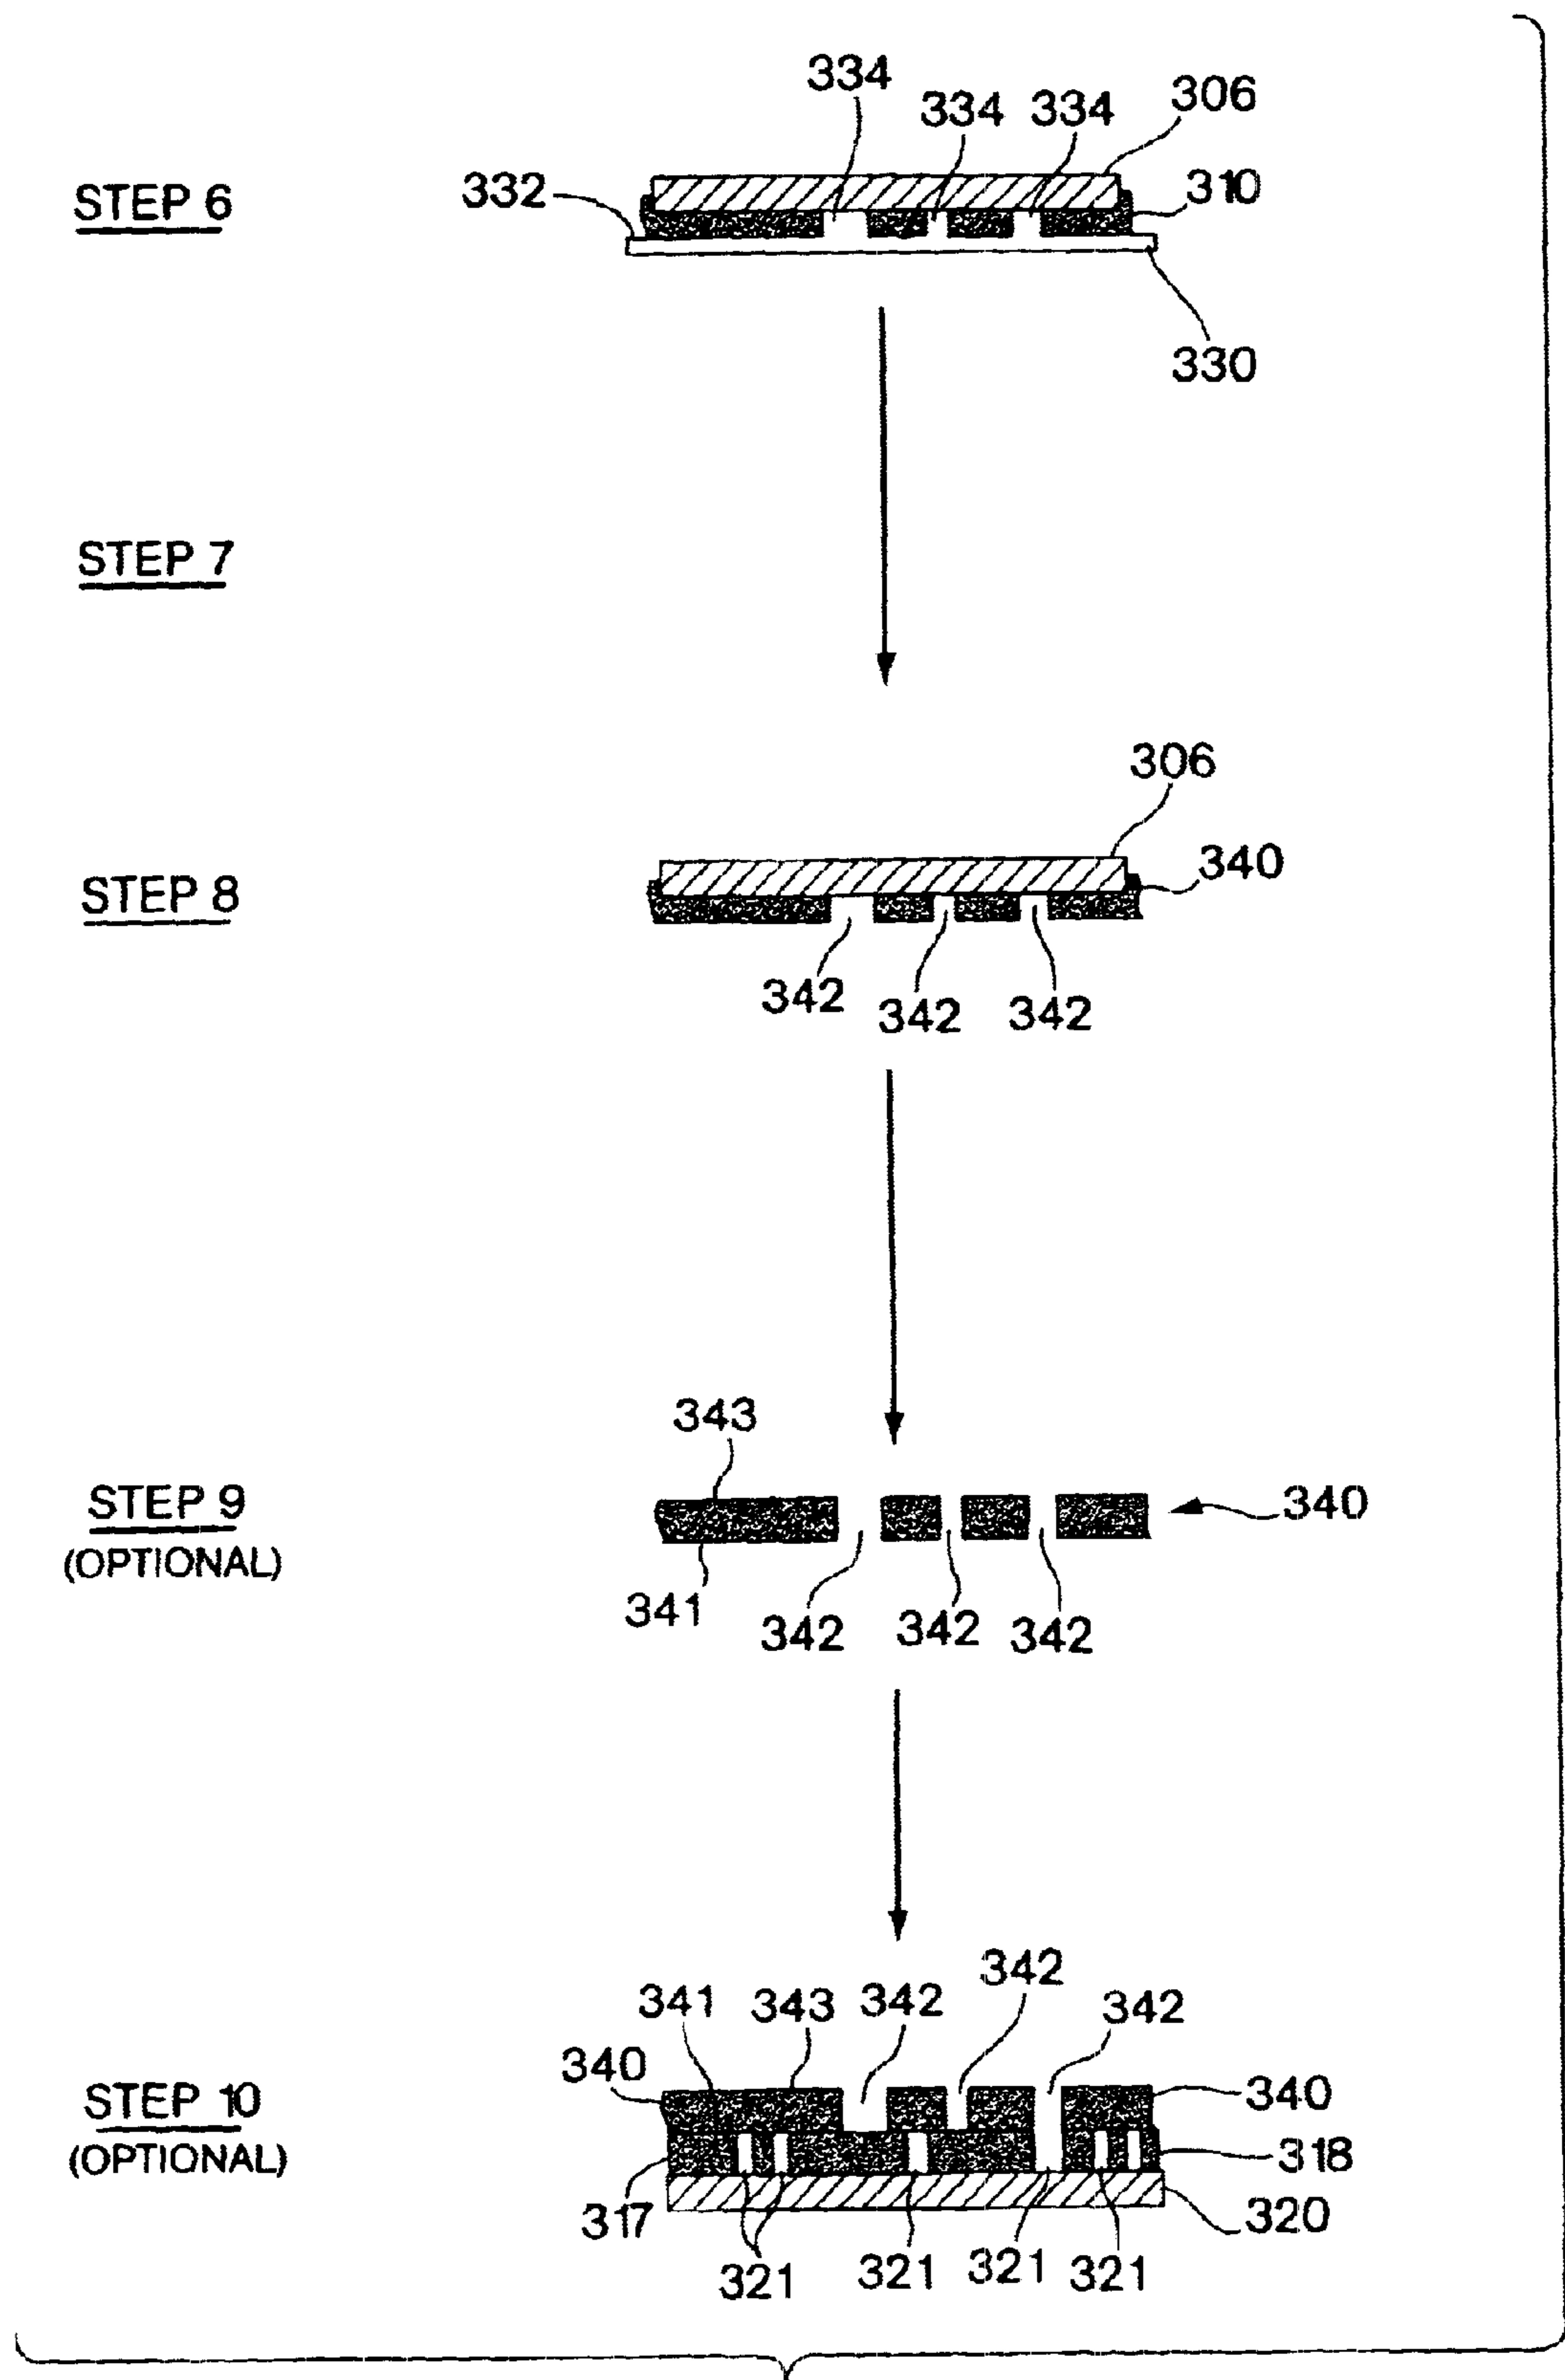 334
334 334 306
STEP 6 332 310
330
STEP 7
306
STEP 8 340
342 342 342
343
STEP 9 340
(OPTIONAL)
341 342 342 342
342
341 343 342 342
340
STEP 10 340
(OPTIONAL) 318
317 320
321 321 321 321